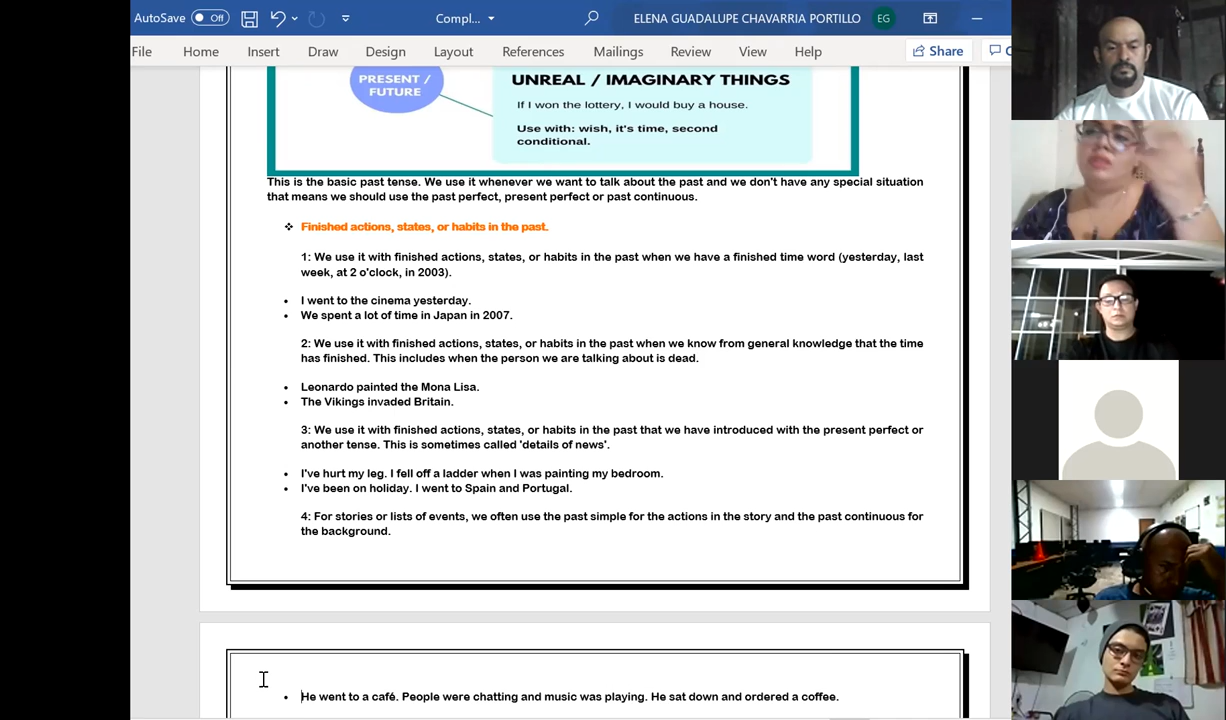 AutoSave Off Compl... ELENA GUADALUPE CHAVARRIA PORTILLO EG
File Home Insert Draw Design Layout References Mailings Review View Help Share
PRESENT /
FUTURE
UNREAL / IMAGINARY THINGS
If I won the lottery, I would buy a house.
Use with: wish, it's time, second
conditional.
This is the basic past tense. We use it whenever we want to talk about the past and we don't have any special situation
that means we should use the past perfect, present perfect or past continuous.
❖ Finished actions, states, or habits in the past.
1: We use it with finished actions, states, or habits in the past when we have a finished time word (yesterday, last
week, at 2 o'clock, in 2003).
• I went to the cinema yesterday.
• We spent a lot of time in Japan in 2007.
2: We use it with finished actions, states, or habits in the past when we know from general knowledge that the time
has finished. This includes when the person we are talking about is dead.
• Leonardo painted the Mona Lisa.
• The Vikings invaded Britain.
3: We use it with finished actions, states, or habits in the past that we have introduced with the present perfect or
another tense. This is sometimes called 'details of news'.
• I've hurt my leg. I fell off a ladder when I was painting my bedroom.
• I've been on holiday. I went to Spain and Portugal.
4: For stories or lists of events, we often use the past simple for the actions in the story and the past continuous for
the background.
• He went to a café. People were chatting and music was playing. He sat down and ordered a coffee.